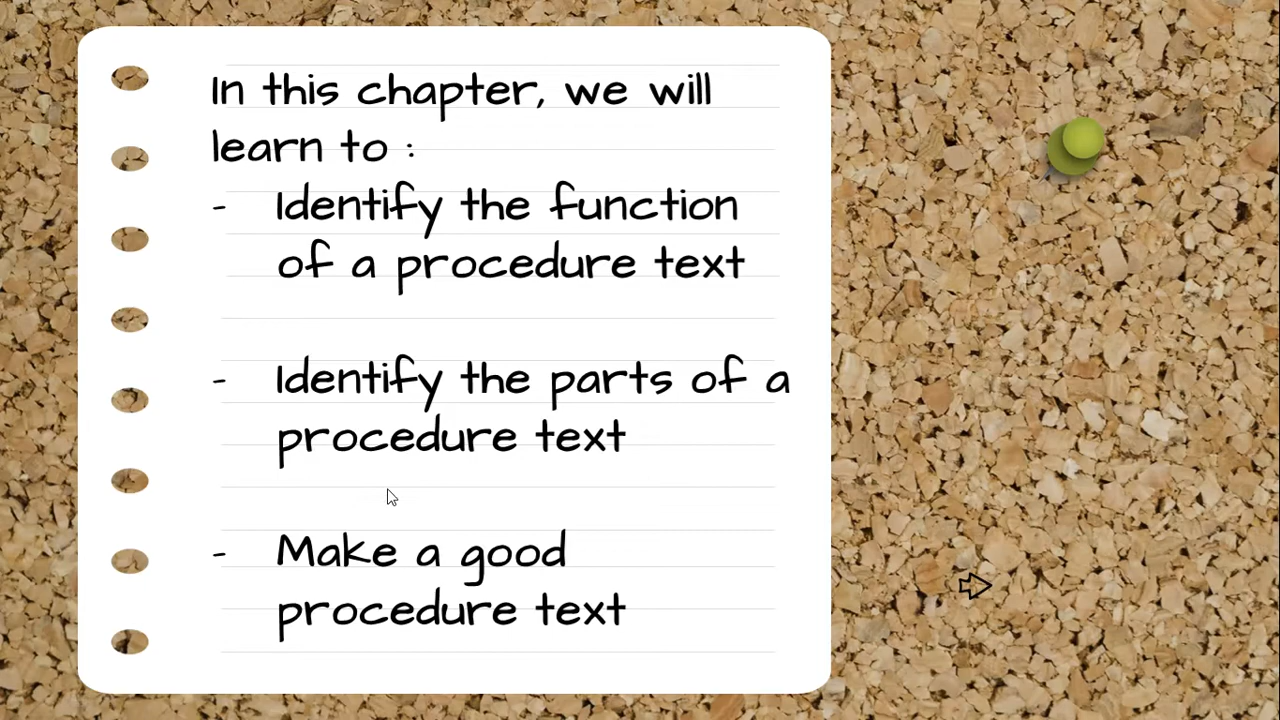 In this chapter, we will
learn to :
- Identify the function
of a procedure text
- Identify the parts of a
procedure text
- Make a good
procedure text